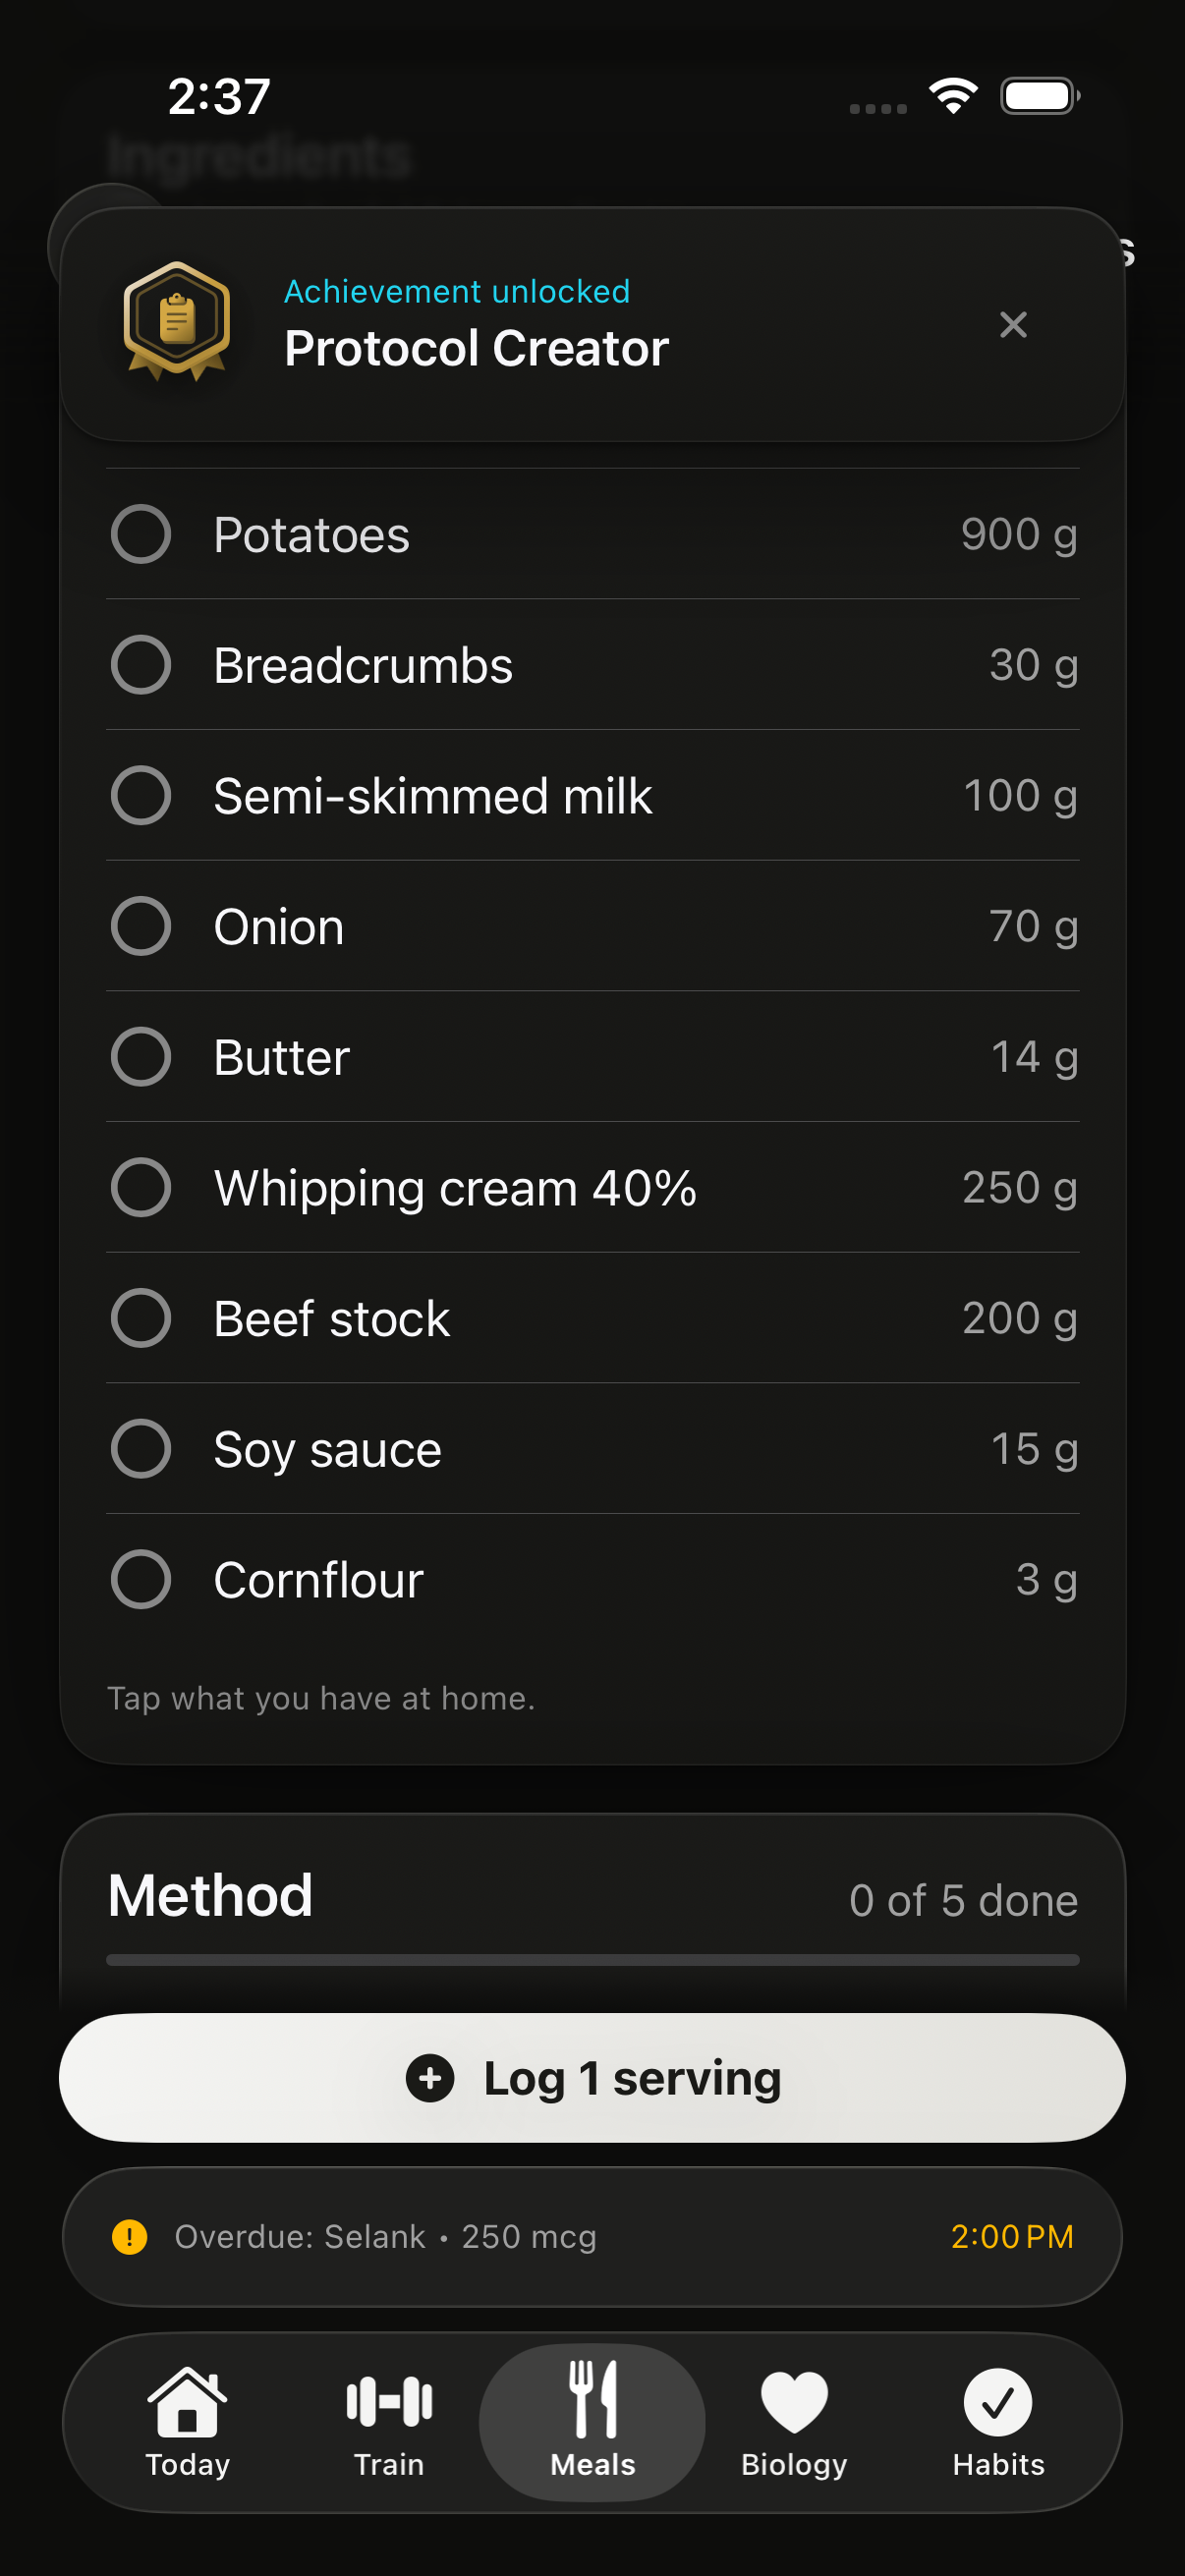 2:37
Ingredients
Achievement unlocked
Protocol Creator
Potatoes 900 g
Breadcrumbs 30 g
Semi-skimmed milk 100 g
Onion 70 g
Butter 14 g
Whipping cream 40% 250 g
Beef stock 200 g
Soy sauce 15 g
Cornflour 3 g
Tap what you have at home.
Method 0 of 5 done
Log 1 serving
Overdue: Selank • 250 mcg 2:00 PM
Today Train Meals Biology Habits